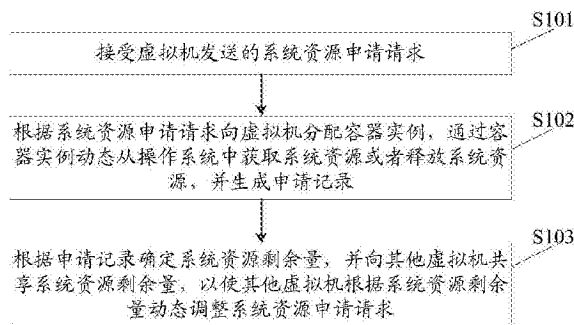 S101
接受虚拟机发送的系统资源申请请求
S102
根据系统资源申请请求向虚拟机分配容器实例，通过容
器实例动态从操作系统中获取系统资源或者释放系统资
源，并生成申请记录
S103
根据申请记录确定系统资源剩余量，并向其他虚拟机共
享系统资源剩余量，以使其他虚拟机根据系统资源剩余
量动态调整系统资源申请请求